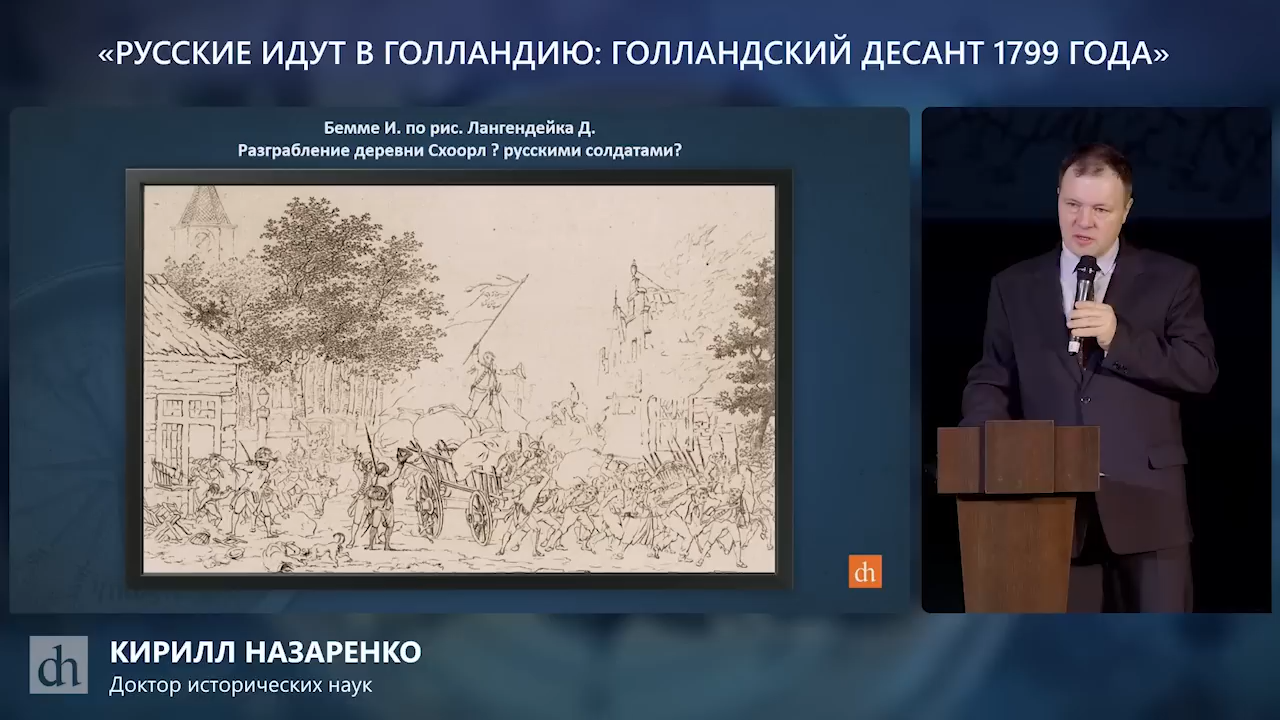 «РУССКИЕ ИДУТ В ГОЛЛАНДИЮ: ГОЛЛАНДСКИЙ ДЕСАНТ 1799 ГОДА»
Бемме И. по рис. Лангендейка Д.
Разграбление деревни Схоорл ? русскими солдатами?
dh
dh
КИРИЛЛ НАЗАРЕНКО
Доктор исторических наук